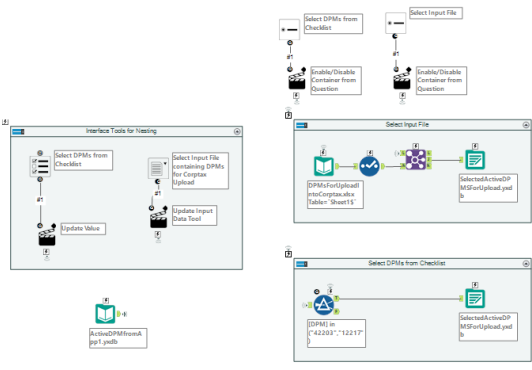 Select DPMs from
Checklist
Select Input File
#1
#1
Enable/Disable
Container from
Question
Enable/Disable
Container from
Question
Interface Tools for Nesting
Select DPMs from
Checklist
Select Input File
containing DPMs
for Corptax
Upload
#1
#1
Update Value
Update Input
Data Tool
Select Input File
DPMsForUploadI
ntoCorptax.xlsx
Table=`Sheet1$`
SelectedActiveDP
MSForUpload.yxd
b
Select DPMs from Checklist
[DPM] in
("42203","12217"
)
SelectedActiveDP
MSForUpload.yxd
b
ActiveDPMfromA
pp1.yxdb